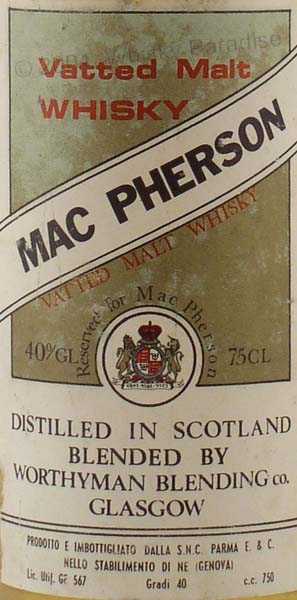 Whisky Paradise
Vatted Malt
WHISKY
MAC PHERSON
VATTED MALT WHISKY
Reserved for Mac Pherson
40%GL 75CL
DISTILLED IN SCOTLAND
BLENDED BY
WORTHYMAN BLENDING co.
GLASGOW
PRODOTTO E IMBOTTIGLIATO DALLA S.N.C. PARMA E. & C.
NELLO STABILIMENTO DI NE (GENOVA)
Lic. Utif. GE 567 Gradi 40 c.c. 750